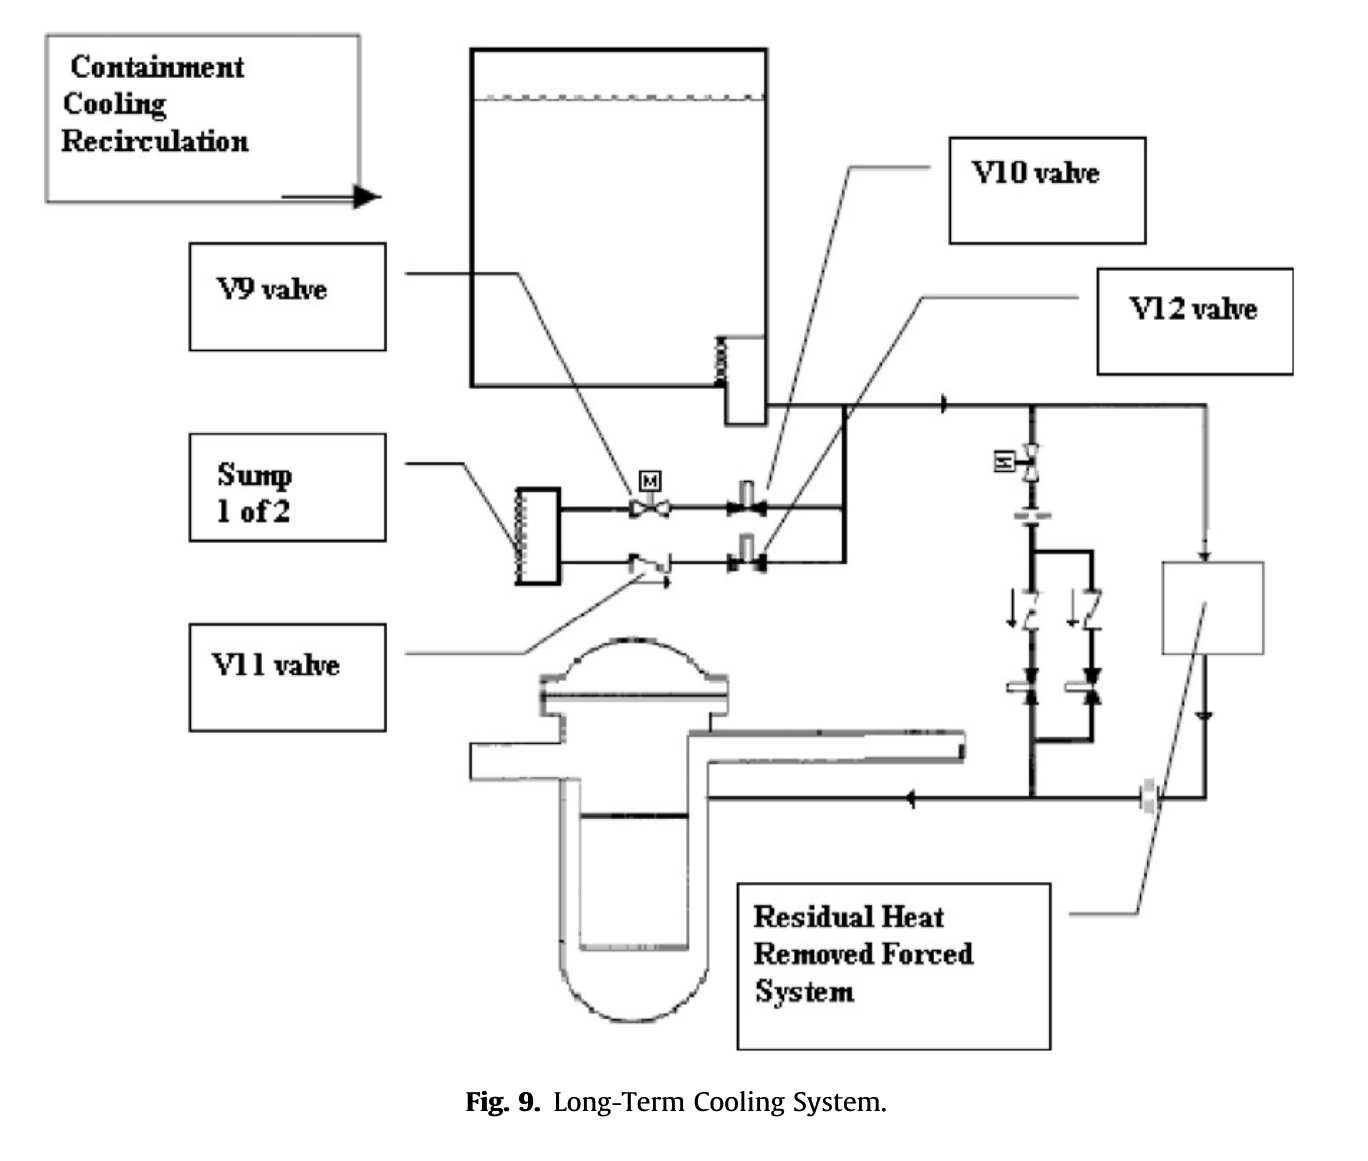 Containment
Cooling
Recirculation
V10 valve
V9 valve
V12 valve
Sump
1 of 2
M
M
V11 valve
Residual Heat
Removed Forced
System
Fig. 9. Long-Term Cooling System.